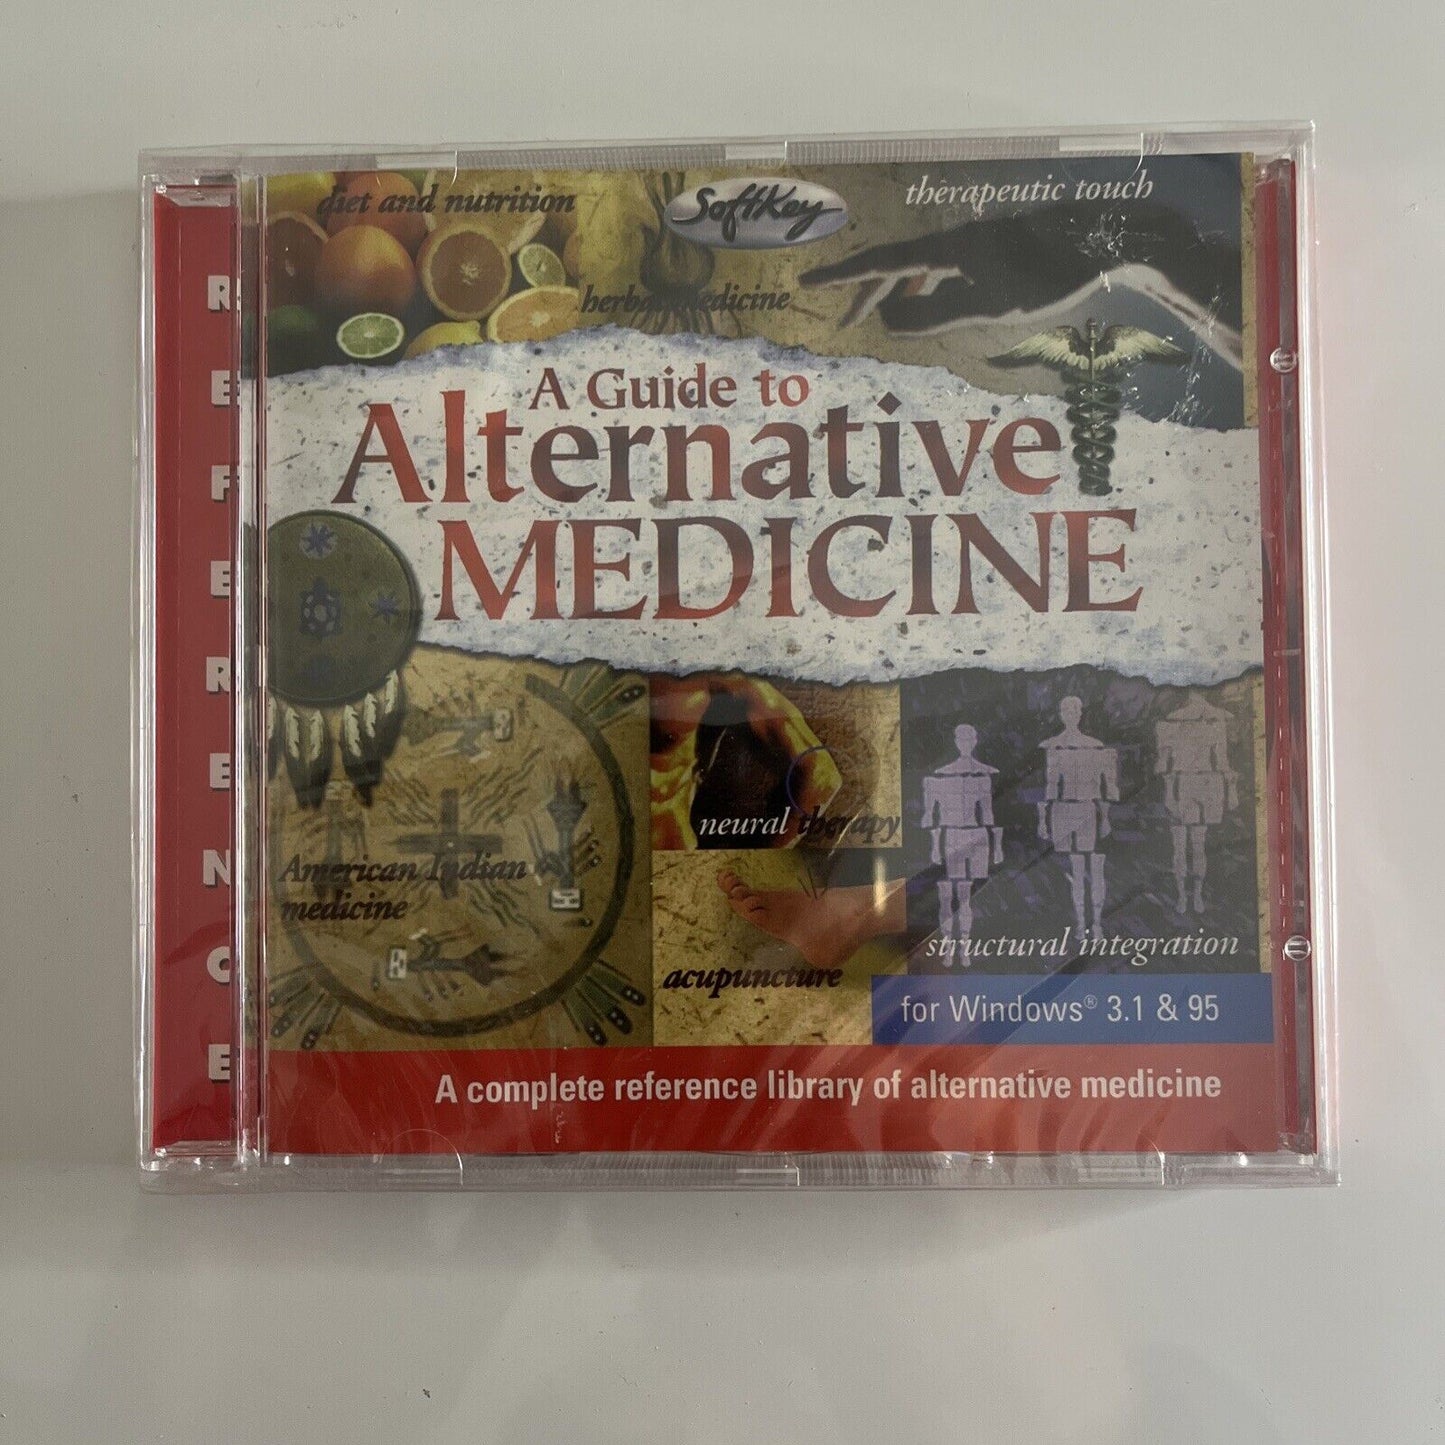 REFERENCE
diet and nutrition
SoftKey
therapeutic touch
herbal medicine
A Guide to
Alternative
MEDICINE
neural therapy
American Indian
medicine
acupuncture
structural integration
for Windows® 3.1 & 95
A complete reference library of alternative medicine